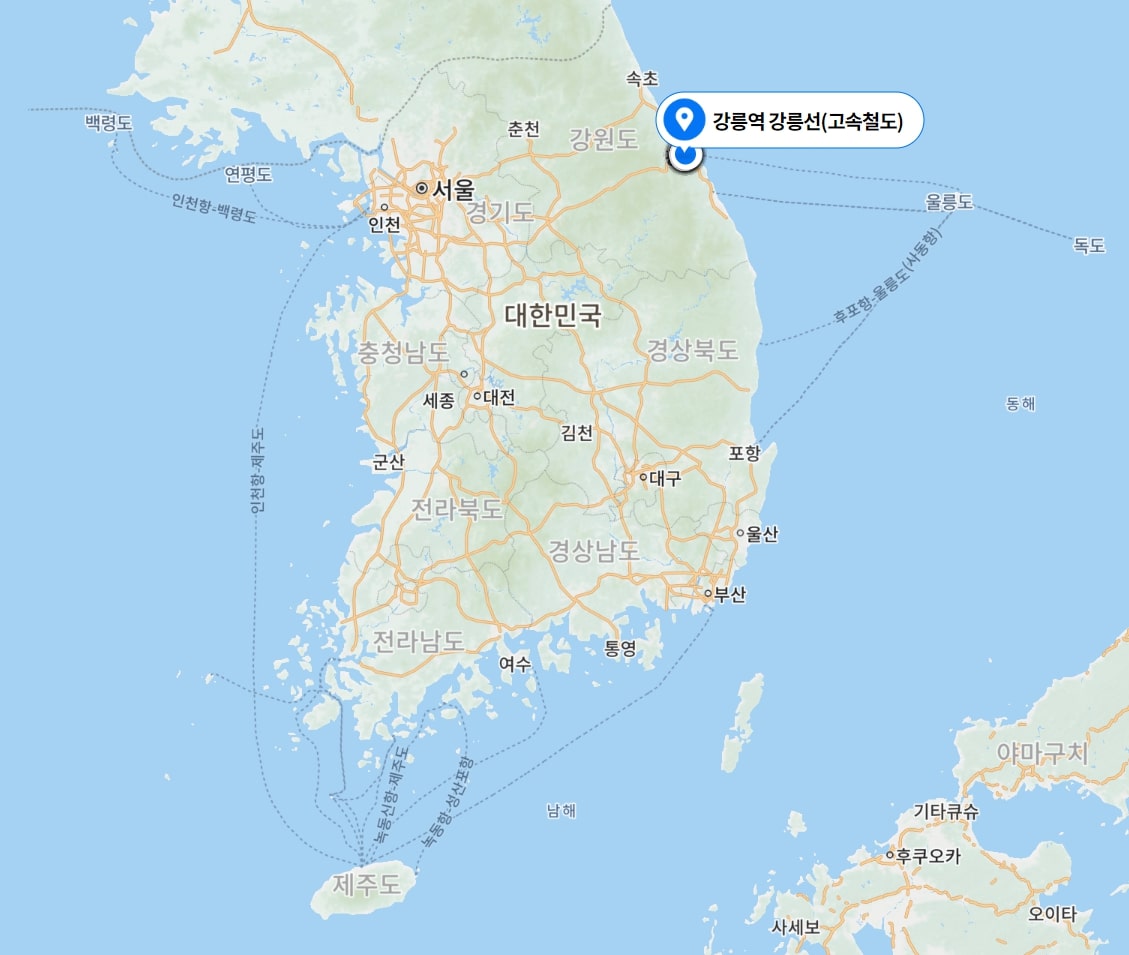 속초
백령도
춘천
강원도
강릉역 강릉선(고속철도)
연평도
서울
인천항-백령도
경기도
인천
울릉도
독도
후포항-울릉도(사동항)
대한민국
충청남도
경상북도
세종
대전
동해
김천
포항
군산
대구
인천항-제주도
전라북도
울산
경상남도
부산
전라남도
통영
여수
야마구치
녹동신항-제주도
녹동항-성산포항
남해
기타큐슈
후쿠오카
제주도
오이타
사세보